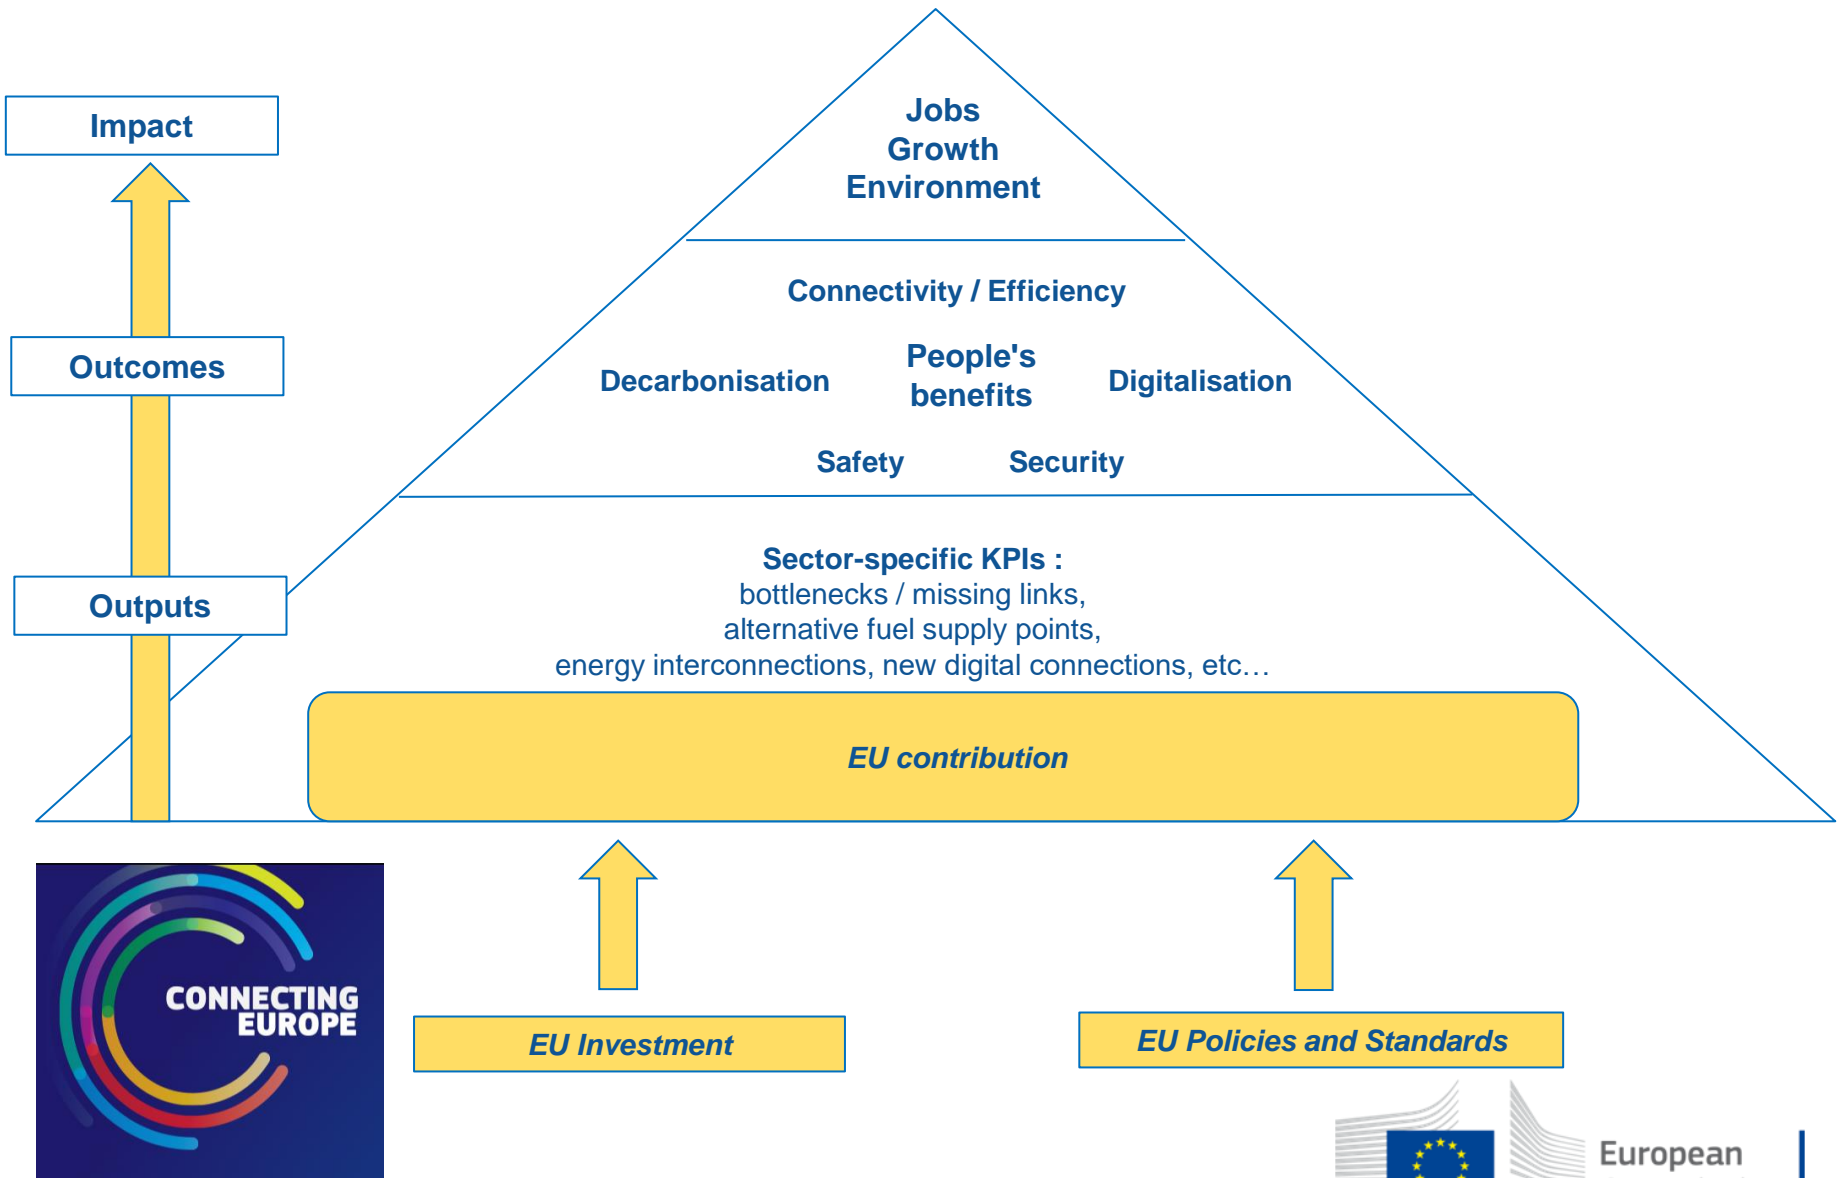 Impact
Jobs
Growth
Environment
Outcomes
Connectivity / Efficiency
People's
benefits
Decarbonisation
Digitalisation
Safety
Security
Outputs
Sector-specific KPIs :
bottlenecks / missing links,
alternative fuel supply points,
energy interconnections, new digital connections, etc…
EU contribution
CONNECTING
EUROPE
EU Investment
EU Policies and Standards
European